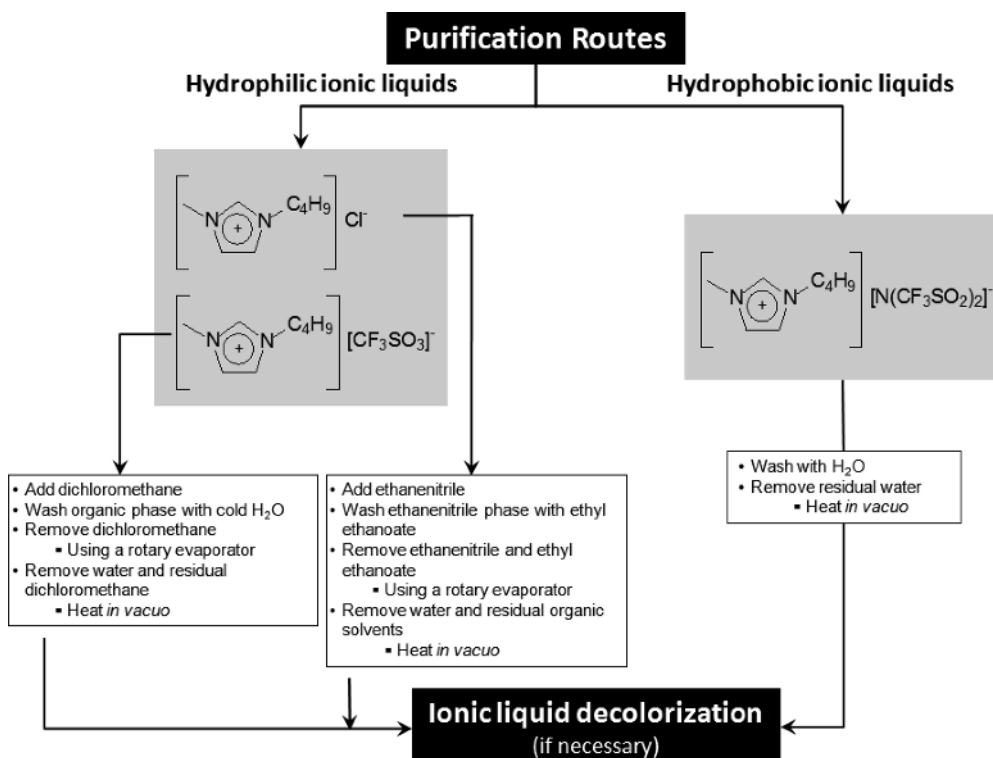 Purification Routes
Hydrophilic ionic liquids
Hydrophobic ionic liquids
N
+
N
C₄H₉
Cl⁻
N
+
N
C₄H₉
[CF₃SO₃]⁻
N
+
N
C₄H₉
[N(CF₃SO₂)₂]⁻
• Add dichloromethane
• Wash organic phase with cold H₂O
• Remove dichloromethane
▪ Using a rotary evaporator
• Remove water and residual
dichloromethane
▪ Heat in vacuo
• Add ethanenitrile
• Wash ethanenitrile phase with ethyl
ethanoate
• Remove ethanenitrile and ethyl
ethanoate
▪ Using a rotary evaporator
• Remove water and residual organic
solvents
▪ Heat in vacuo
• Wash with H₂O
• Remove residual water
▪ Heat in vacuo
Ionic liquid decolorization
(if necessary)